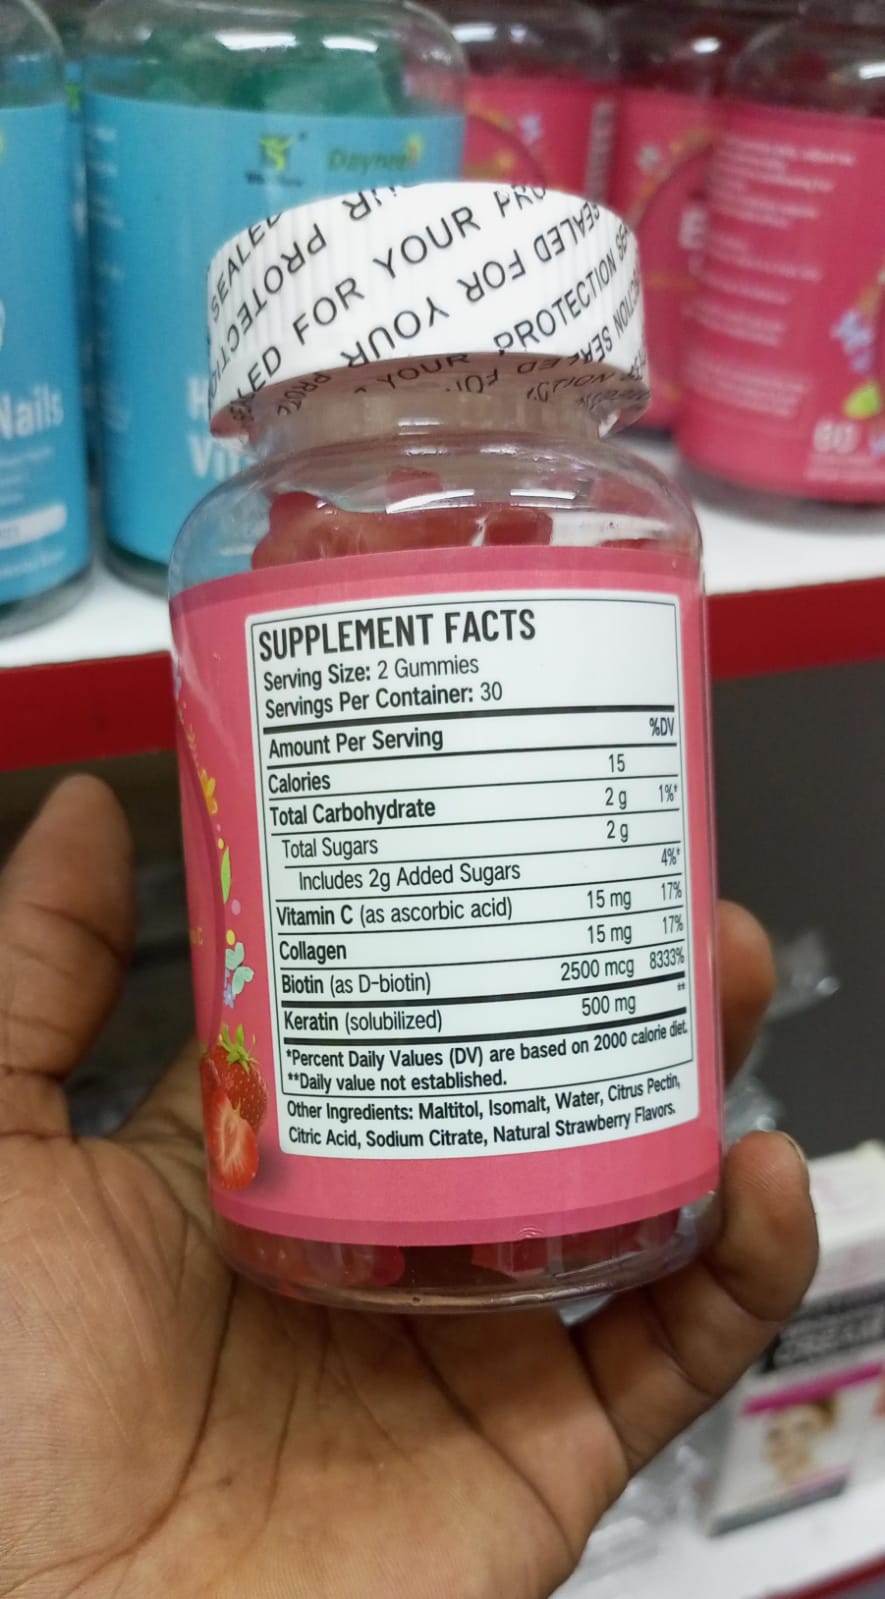 Daynee
Nails
SEALED FOR YOUR PROTECTION
60
SUPPLEMENT FACTS
Serving Size: 2 Gummies
Servings Per Container: 30
Amount Per Serving %DV
Calories 15
Total Carbohydrate 2 g 1%*
Total Sugars 2 g
Includes 2g Added Sugars 4%*
Vitamin C (as ascorbic acid) 15 mg 17%
Collagen 15 mg 17%
Biotin (as D-biotin) 2500 mcg 8333%
Keratin (solubilized) 500 mg **
*Percent Daily Values (DV) are based on 2000 calorie diet.
**Daily value not established.
Other Ingredients: Maltitol, Isomalt, Water, Citrus Pectin,
Citric Acid, Sodium Citrate, Natural Strawberry Flavors.